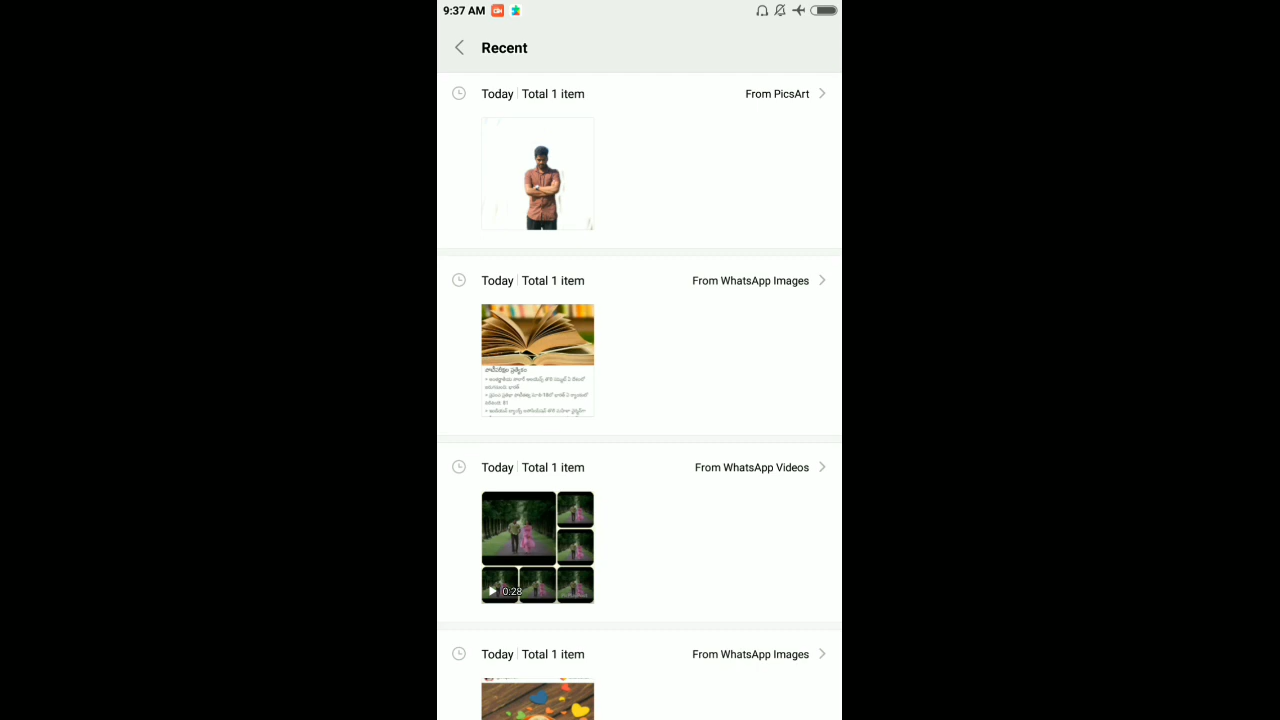 9:37 AM
Recent
Today Total 1 item From PicsArt
Today Total 1 item From WhatsApp Images
Today Total 1 item From WhatsApp Videos
0:28
Today Total 1 item From WhatsApp Images